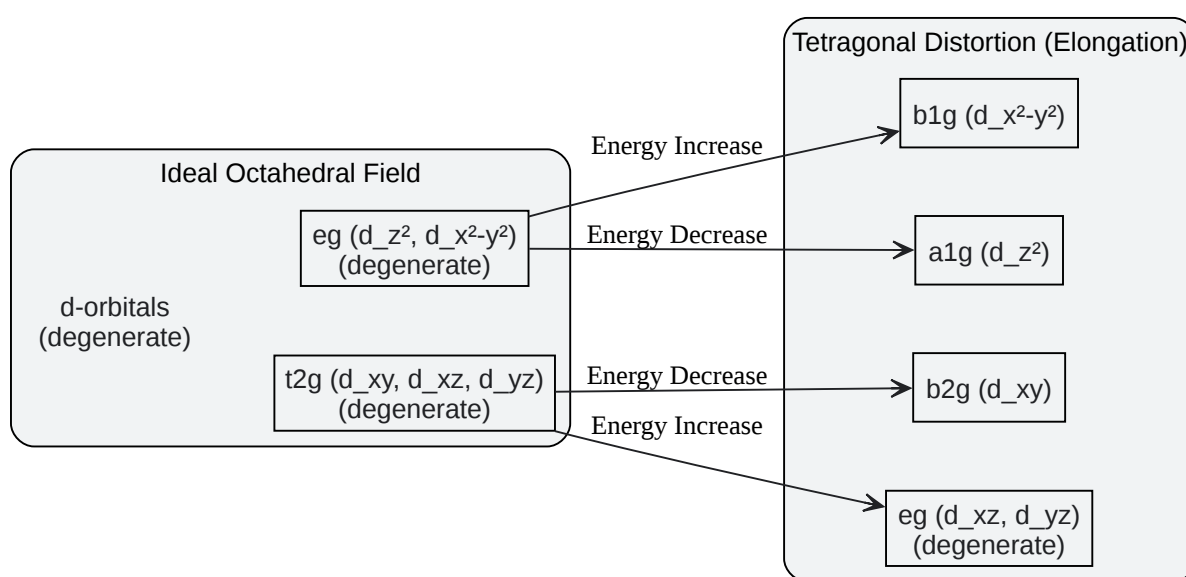 Tetragonal Distortion (Elongation)
b1g (d_x²-y²)
Energy Increase
Ideal Octahedral Field
eg (d_z², d_x²-y²)
(degenerate)
Energy Decrease
a1g (d_z²)
d-orbitals
(degenerate)
t2g (d_xy, d_xz, d_yz)
(degenerate)
Energy Decrease
b2g (d_xy)
Energy Increase
eg (d_xz, d_yz)
(degenerate)